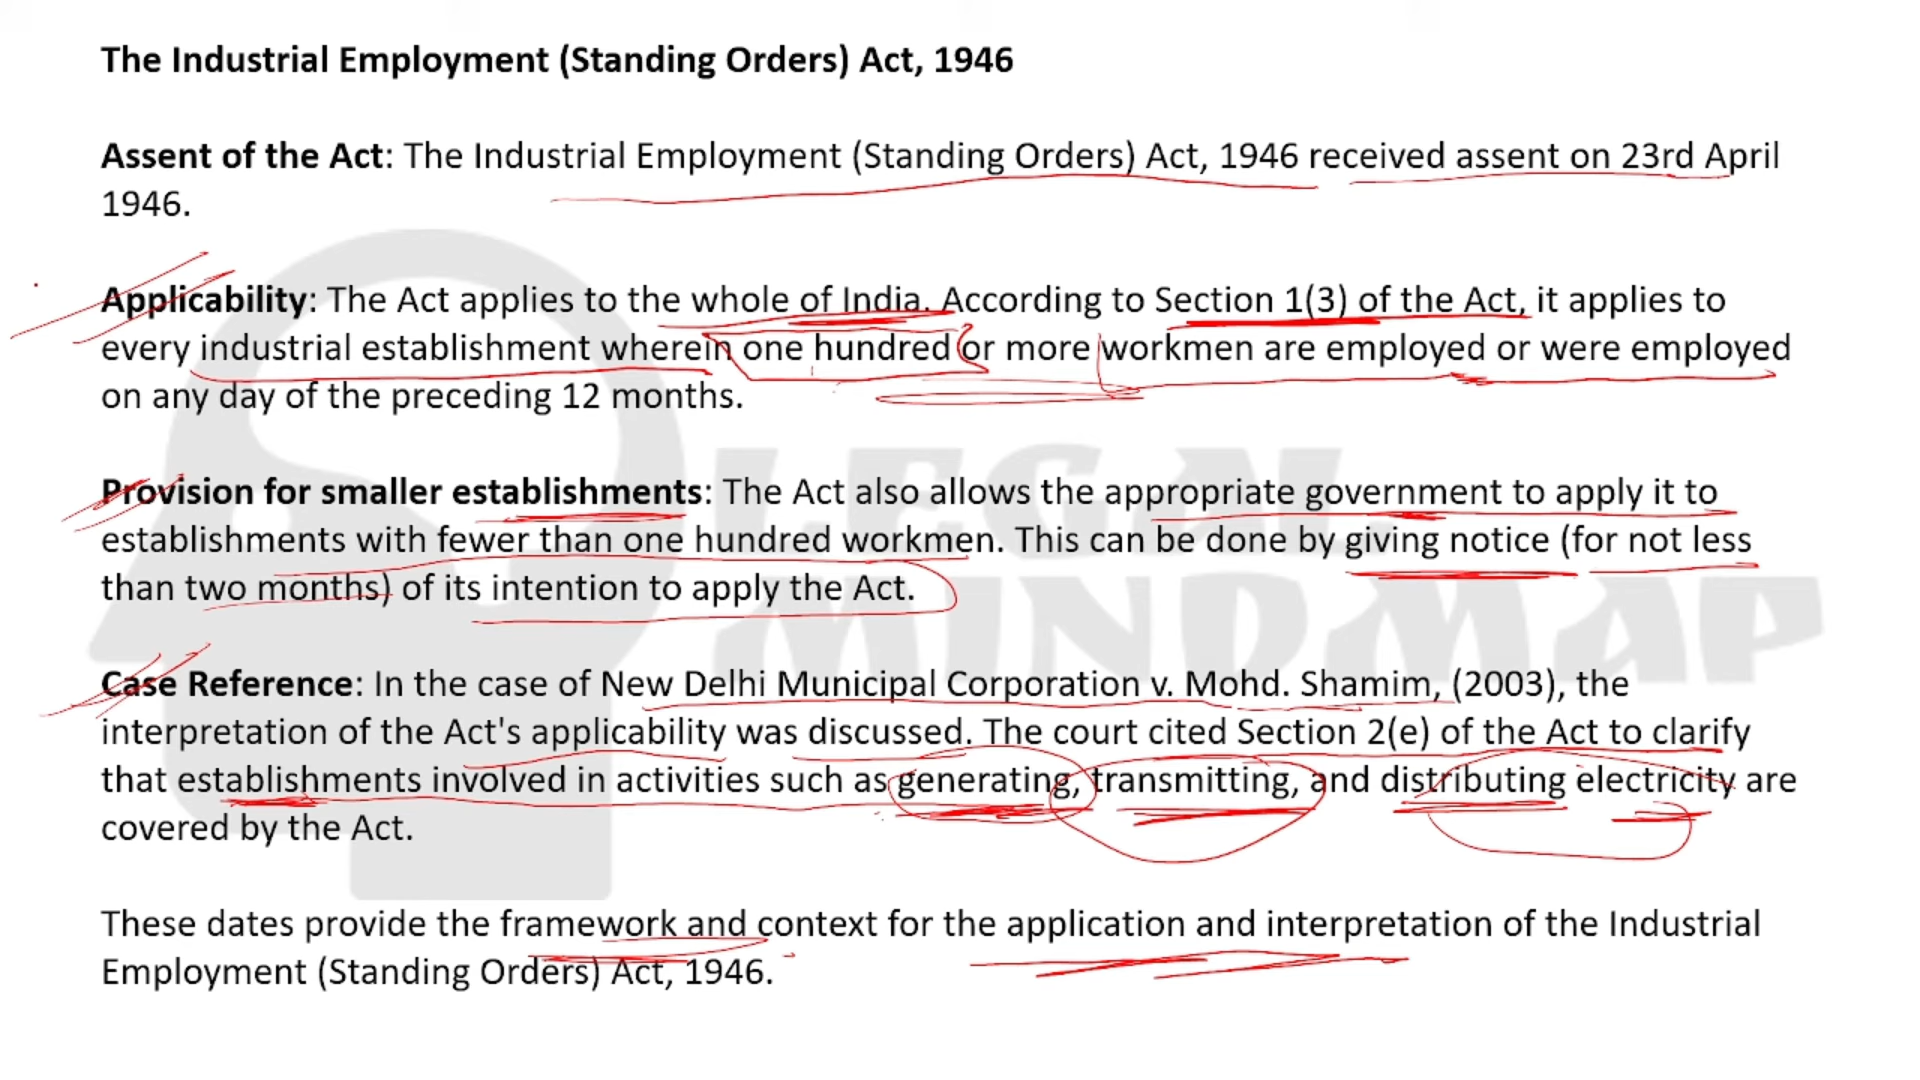 The Industrial Employment (Standing Orders) Act, 1946
Assent of the Act: The Industrial Employment (Standing Orders) Act, 1946 received assent on 23rd April
1946.
Applicability: The Act applies to the whole of India. According to Section 1(3) of the Act, it applies to
every industrial establishment wherein one hundred or more workmen are employed or were employed
on any day of the preceding 12 months.
Provision for smaller establishments: The Act also allows the appropriate government to apply it to
establishments with fewer than one hundred workmen. This can be done by giving notice (for not less
than two months) of its intention to apply the Act.
LEGAL
MINDMAP
Case Reference: In the case of New Delhi Municipal Corporation v. Mohd. Shamim, (2003), the
interpretation of the Act's applicability was discussed. The court cited Section 2(e) of the Act to clarify
that establishments involved in activities such as generating, transmitting, and distributing electricity are
covered by the Act.
These dates provide the framework and context for the application and interpretation of the Industrial
Employment (Standing Orders) Act, 1946.